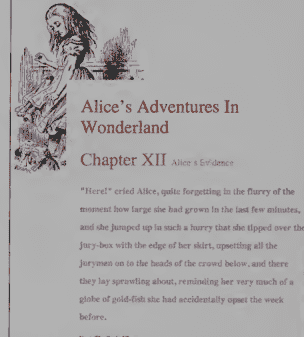 Alice's Adventures In
Wonderland
Chapter XII Alice's Evidence
"Here!" cried Alice, quite forgetting in the flurry of the
moment how large she had grown in the last few minutes,
and she jumped up in such a hurry that she tipped over the
jury-box with the edge of her skirt, upsetting all the
jurymen on to the heads of the crowd below, and there
they lay sprawling about, reminding her very much of a
globe of gold-fish she had accidentally upset the week
before.